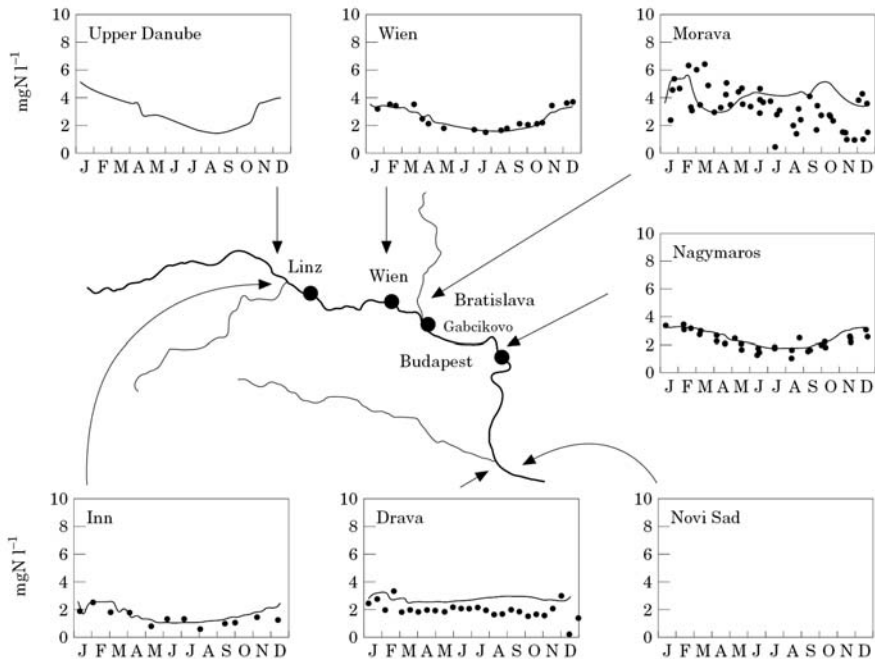 Upper Danube
10
8
6
4
2
0
J F M A M J J A S O N D
mgN l⁻¹
Wien
10
8
6
4
2
0
J F M A M J J A S O N D
Morava
10
8
6
4
2
0
J F M A M J J A S O N D
Nagymaros
10
8
6
4
2
0
J F M A M J J A S O N D
Linz
Wien
Bratislava
Gabcikovo
Budapest
Inn
10
8
6
4
2
0
J F M A M J J A S O N D
mgN l⁻¹
Drava
10
8
6
4
2
0
J F M A M J J A S O N D
Novi Sad
10
8
6
4
2
0
J F M A M J J A S O N D